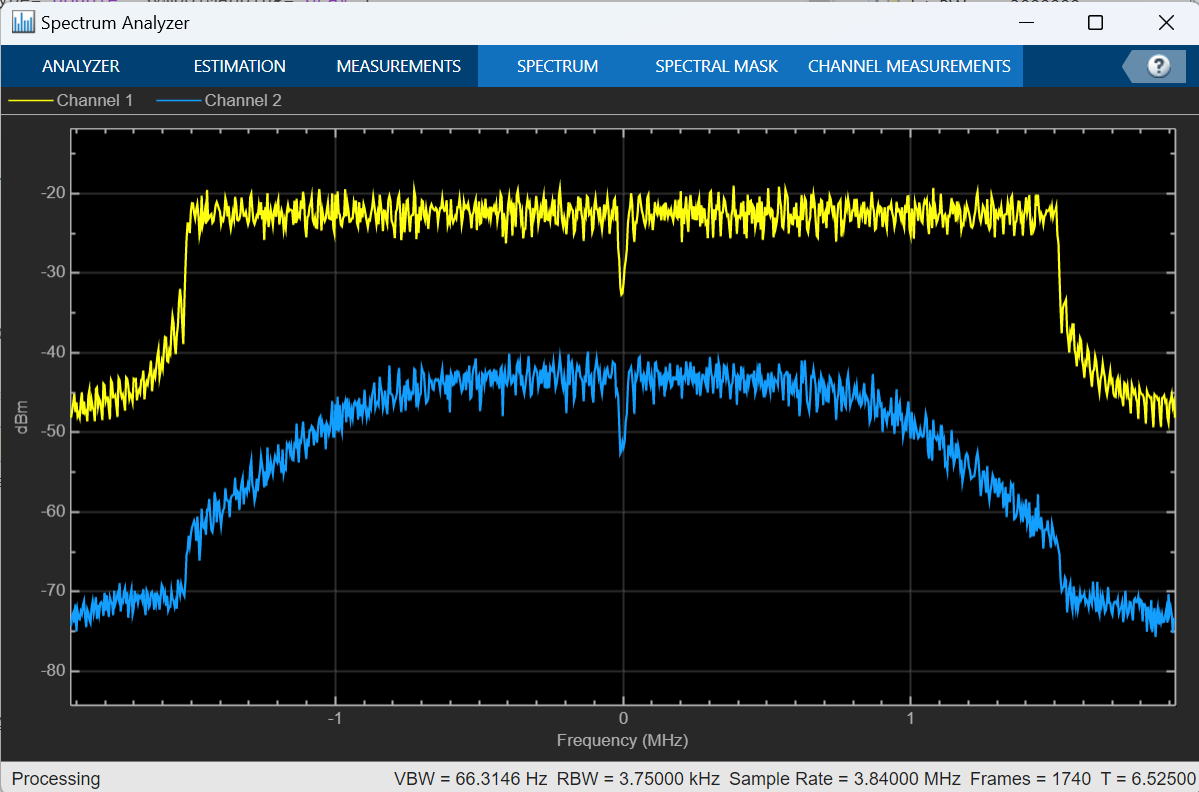 Spectrum Analyzer
ANALYZER ESTIMATION MEASUREMENTS SPECTRUM SPECTRAL MASK CHANNEL MEASUREMENTS ?
Channel 1 Channel 2
-20
-30
-40
-50
-60
-70
-80
dBm
-1 0 1
Frequency (MHz)
Processing VBW = 66.3146 Hz RBW = 3.75000 kHz Sample Rate = 3.84000 MHz Frames = 1740 T = 6.52500